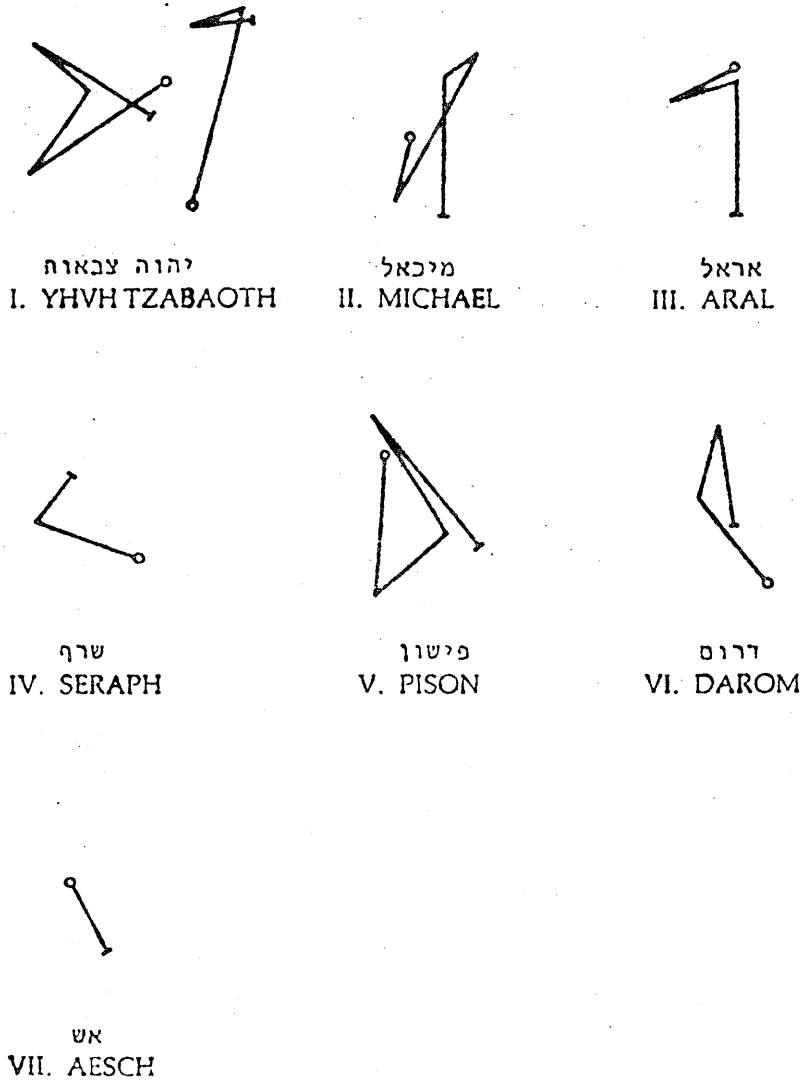 יהוה צבאות
I. YHVH TZABAOTH
מיכאל
II. MICHAEL
אראל
III. ARAL
שרף
IV. SERAPH
פישון
V. PISON
דרום
VI. DAROM
אש
VII. AESCH